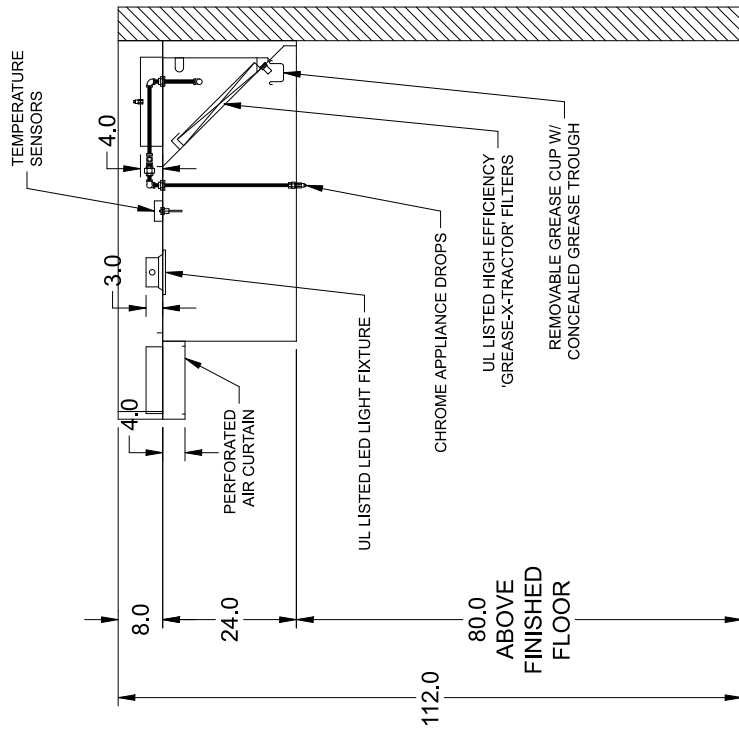 TEMPERATURE
SENSORS
4.0
3.0
4.0
PERFORATED
AIR CURTAIN
UL LISTED LED LIGHT FIXTURE
CHROME APPLIANCE DROPS
UL LISTED HIGH EFFICIENCY
'GREASE-X-TRACTOR' FILTERS
REMOVABLE GREASE CUP W/
CONCEALED GREASE TROUGH
8.0
24.0
80.0
ABOVE
FINISHED
FLOOR
112.0